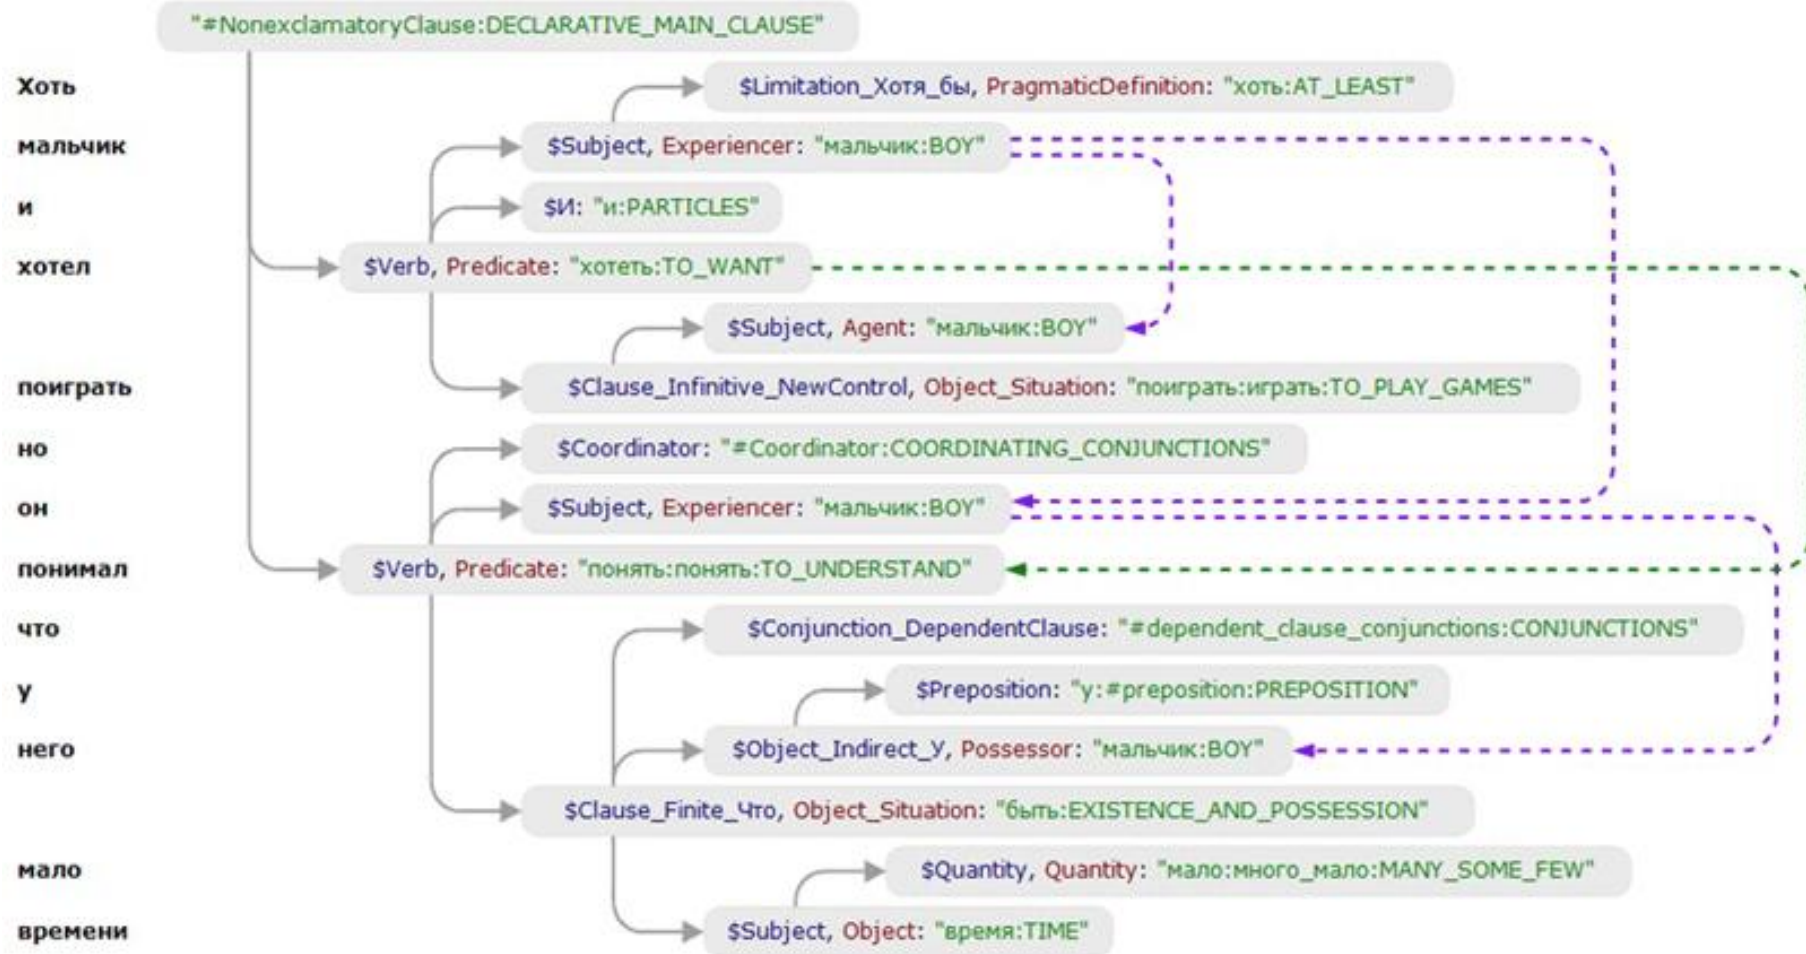 "#NonexclamatoryClause:DECLARATIVE_MAIN_CLAUSE"
Хоть $Limitation_Хотя_бы, PragmaticDefinition: "хоть:AT_LEAST"
мальчик $Subject, Experiencer: "мальчик:BOY"
и $И: "и:PARTICLES"
хотел $Verb, Predicate: "хотеть:TO_WANT"
$Subject, Agent: "мальчик:BOY"
поиграть $Clause_Infinitive_NewControl, Object_Situation: "поиграть:играть:TO_PLAY_GAMES"
но $Coordinator: "#Coordinator:COORDINATING_CONJUNCTIONS"
он $Subject, Experiencer: "мальчик:BOY"
понимал $Verb, Predicate: "понять:понять:TO_UNDERSTAND"
что $Conjunction_DependentClause: "#dependent_clause_conjunctions:CONJUNCTIONS"
у $Preposition: "у:#preposition:PREPOSITION"
него $Object_Indirect_У, Possessor: "мальчик:BOY"
$Clause_Finite_Что, Object_Situation: "быть:EXISTENCE_AND_POSSESSION"
мало $Quantity, Quantity: "мало:много_мало:MANY_SOME_FEW"
времени $Subject, Object: "время:TIME"